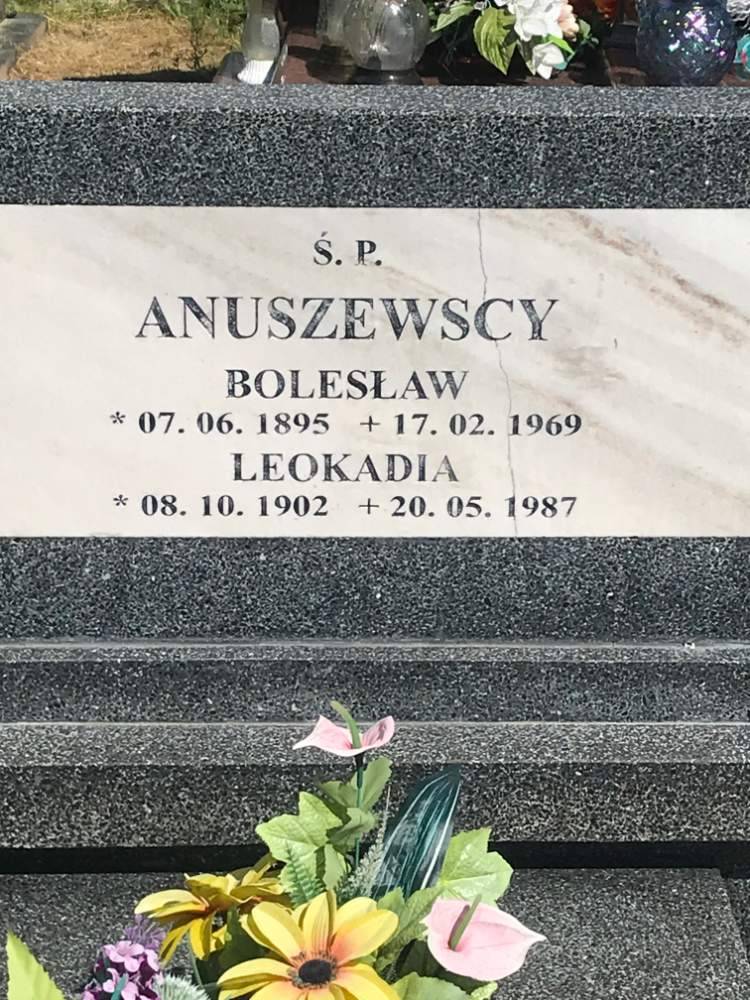 Ś. P.
ANUSZEWSCY
BOLESŁAW
* 07. 06. 1895 + 17. 02. 1969
LEOKADIA
* 08. 10. 1902 + 20. 05. 1987